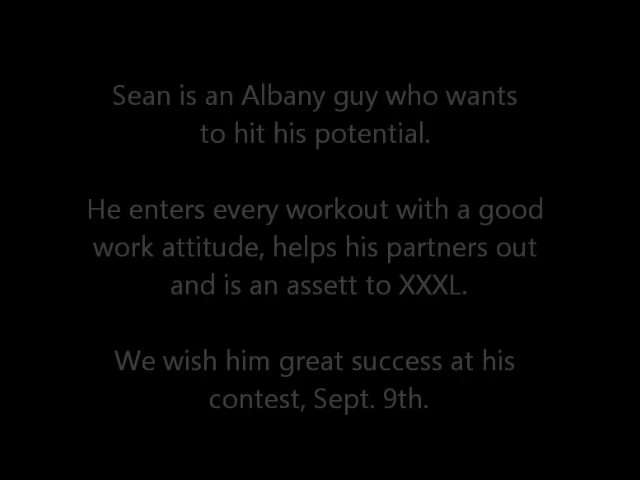 Sean is an Albany guy who wants
to hit his potential.
He enters every workout with a good
work attitude, helps his partners out
and is an assett to XXXL.
We wish him great success at his
contest, Sept. 9th.